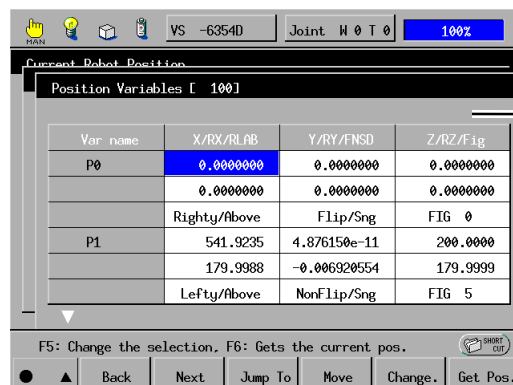 MAN
VS -6354D
Joint W 0 T 0
100%
Current Robot Position
Position Variables [ 100]
Var name X/RX/RLAB Y/RY/FNSD Z/RZ/Fig
P0 0.0000000 0.0000000 0.0000000
0.0000000 0.0000000 0.0000000
Righty/Above Flip/Sng FIG 0
P1 541.9235 4.876150e-11 200.0000
179.9988 -0.006920554 179.9999
Lefty/Above NonFlip/Sng FIG 5
F5: Change the selection, F6: Gets the current pos.
SHORT CUT
Back Next Jump To Move Change. Get Pos.